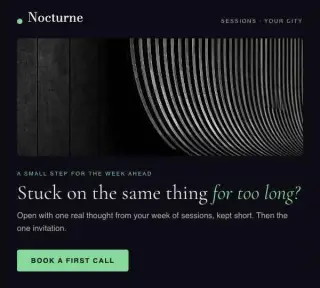 Nocturne
SESSIONS · YOUR CITY
A SMALL STEP FOR THE WEEK AHEAD
Stuck on the same thing for too long?
Open with one real thought from your week of sessions, kept short. Then the
one invitation.
BOOK A FIRST CALL